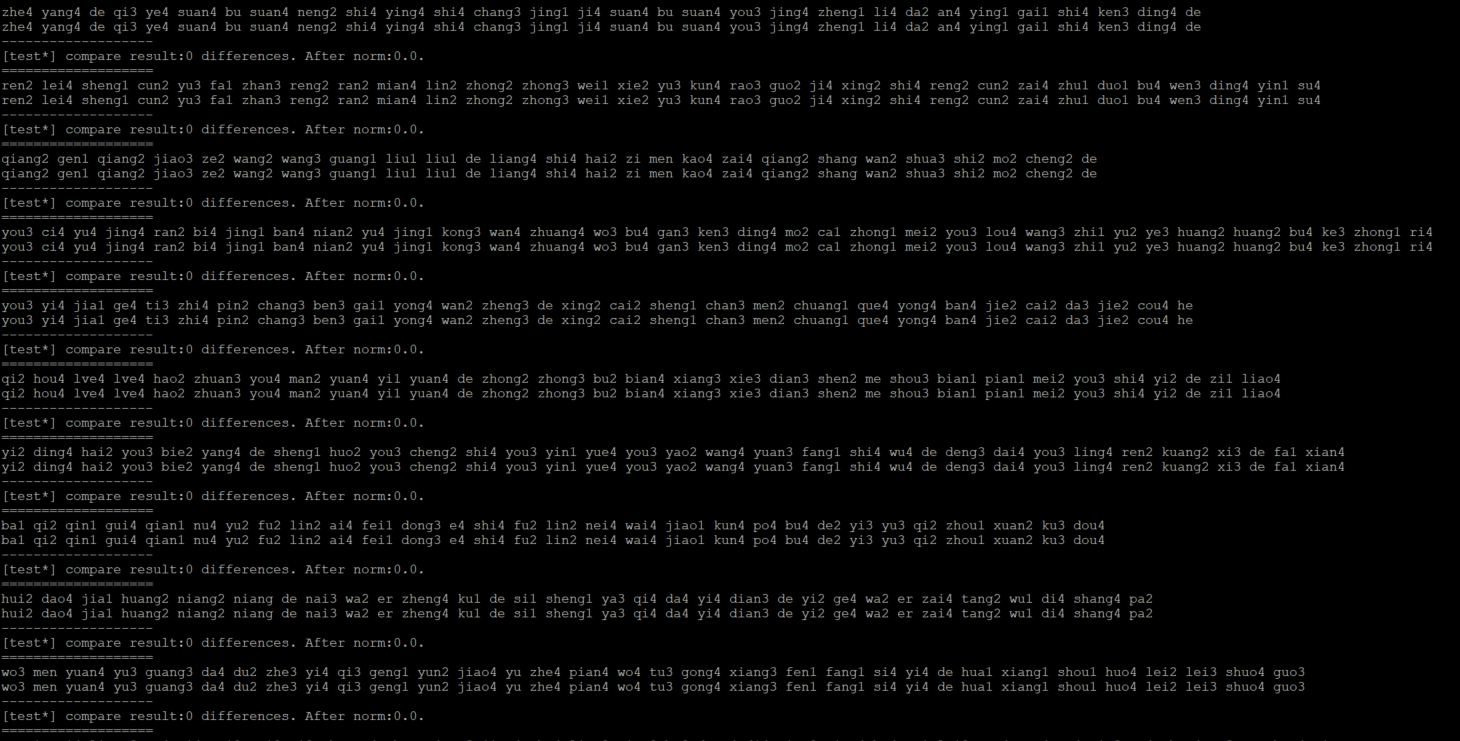 zhe4 yang4 de qi3 ye4 suan4 bu suan4 neng2 shi4 ying4 shi4 chang3 jing1 ji4 suan4 bu suan4 you3 jing4 zheng1 li4 da2 an4 ying1 gai1 shi4 ken3 ding4 de
zhe4 yang4 de qi3 ye4 suan4 bu suan4 neng2 shi4 ying4 shi4 chang3 jing1 ji4 suan4 bu suan4 you3 jing4 zheng1 li4 da2 an4 ying1 gai1 shi4 ken3 ding4 de
-------------------
[test*] compare result:0 differences. After norm:0.0.
===================
ren2 lei4 sheng1 cun2 yu3 fa1 zhan3 reng2 ran2 mian4 lin2 zhong2 zhong3 wei1 xie2 yu3 kun4 rao3 guo2 ji4 xing2 shi4 reng2 cun2 zai4 zhu1 duo1 bu4 wen3 ding4 yin1 su4
ren2 lei4 sheng1 cun2 yu3 fa1 zhan3 reng2 ran2 mian4 lin2 zhong2 zhong3 wei1 xie2 yu3 kun4 rao3 guo2 ji4 xing2 shi4 reng2 cun2 zai4 zhu1 duo1 bu4 wen3 ding4 yin1 su4
-------------------
[test*] compare result:0 differences. After norm:0.0.
===================
qiang2 gen1 qiang2 jiao3 ze2 wang2 wang3 guang1 liu1 liu1 de liang4 shi4 hai2 zi men kao4 zai4 qiang2 shang wan2 shua3 shi2 mo2 cheng2 de
qiang2 gen1 qiang2 jiao3 ze2 wang2 wang3 guang1 liu1 liu1 de liang4 shi4 hai2 zi men kao4 zai4 qiang2 shang wan2 shua3 shi2 mo2 cheng2 de
-------------------
[test*] compare result:0 differences. After norm:0.0.
===================
you3 ci4 yu4 jing4 ran2 bi4 jing1 ban4 nian2 yu4 jing1 kong3 wan4 zhuang4 wo3 bu4 gan3 ken3 ding4 mo2 ca1 zhong1 mei2 you3 lou4 wang3 zhi1 yu2 ye3 huang2 huang2 bu4 ke3 zhong1 ri4
you3 ci4 yu4 jing4 ran2 bi4 jing1 ban4 nian2 yu4 jing1 kong3 wan4 zhuang4 wo3 bu4 gan3 ken3 ding4 mo2 ca1 zhong1 mei2 you3 lou4 wang3 zhi1 yu2 ye3 huang2 huang2 bu4 ke3 zhong1 ri4
-------------------
[test*] compare result:0 differences. After norm:0.0.
===================
you3 yi4 jia1 ge4 ti3 zhi4 pin2 chang3 ben3 gai1 yong4 wan2 zheng3 de xing2 cai2 sheng1 chan3 men2 chuang1 que4 yong4 ban4 jie2 cai2 da3 jie2 cou4 he
you3 yi4 jia1 ge4 ti3 zhi4 pin2 chang3 ben3 gai1 yong4 wan2 zheng3 de xing2 cai2 sheng1 chan3 men2 chuang1 que4 yong4 ban4 jie2 cai2 da3 jie2 cou4 he
-------------------
[test*] compare result:0 differences. After norm:0.0.
===================
qi2 hou4 lve4 lve4 hao2 zhuan3 you4 man2 yuan4 yi1 yuan4 de zhong2 zhong3 bu2 bian4 xiang3 xie3 dian3 shen2 me shou3 bian1 pian1 mei2 you3 shi4 yi2 de zi1 liao4
qi2 hou4 lve4 lve4 hao2 zhuan3 you4 man2 yuan4 yi1 yuan4 de zhong2 zhong3 bu2 bian4 xiang3 xie3 dian3 shen2 me shou3 bian1 pian1 mei2 you3 shi4 yi2 de zi1 liao4
-------------------
[test*] compare result:0 differences. After norm:0.0.
===================
yi2 ding4 hai2 you3 bie2 yang4 de sheng1 huo2 you3 cheng2 shi4 you3 yin1 yue4 you3 yao2 wang4 yuan3 fang1 shi4 wu4 de deng3 dai4 you3 ling4 ren2 kuang2 xi3 de fa1 xian4
yi2 ding4 hai2 you3 bie2 yang4 de sheng1 huo2 you3 cheng2 shi4 you3 yin1 yue4 you3 yao2 wang4 yuan3 fang1 shi4 wu4 de deng3 dai4 you3 ling4 ren2 kuang2 xi3 de fa1 xian4
-------------------
[test*] compare result:0 differences. After norm:0.0.
===================
ba1 qi2 qin1 gui4 qian1 nu4 yu2 fu2 lin2 ai4 fei1 dong3 e4 shi4 fu2 lin2 nei4 wai4 jiao1 kun4 po4 bu4 de2 yi3 yu3 qi2 zhou1 xuan2 ku3 dou4
ba1 qi2 qin1 gui4 qian1 nu4 yu2 fu2 lin2 ai4 fei1 dong3 e4 shi4 fu2 lin2 nei4 wai4 jiao1 kun4 po4 bu4 de2 yi3 yu3 qi2 zhou1 xuan2 ku3 dou4
-------------------
[test*] compare result:0 differences. After norm:0.0.
===================
hui2 dao4 jia1 huang2 niang2 niang de nai3 wa2 er zheng4 ku1 de si1 sheng1 ya3 qi4 da4 yi4 dian3 de yi2 ge4 wa2 er zai4 tang2 wu1 di4 shang4 pa2
hui2 dao4 jia1 huang2 niang2 niang de nai3 wa2 er zheng4 ku1 de si1 sheng1 ya3 qi4 da4 yi4 dian3 de yi2 ge4 wa2 er zai4 tang2 wu1 di4 shang4 pa2
-------------------
[test*] compare result:0 differences. After norm:0.0.
===================
wo3 men yuan4 yu3 guang3 da4 du2 zhe3 yi4 qi3 geng1 yun2 jiao4 yu zhe4 pian4 wo4 tu3 gong4 xiang3 fen1 fang1 si4 yi4 de hua1 xiang1 shou1 huo4 lei2 lei3 shuo4 guo3
wo3 men yuan4 yu3 guang3 da4 du2 zhe3 yi4 qi3 geng1 yun2 jiao4 yu zhe4 pian4 wo4 tu3 gong4 xiang3 fen1 fang1 si4 yi4 de hua1 xiang1 shou1 huo4 lei2 lei3 shuo4 guo3
-------------------
[test*] compare result:0 differences. After norm:0.0.
===================